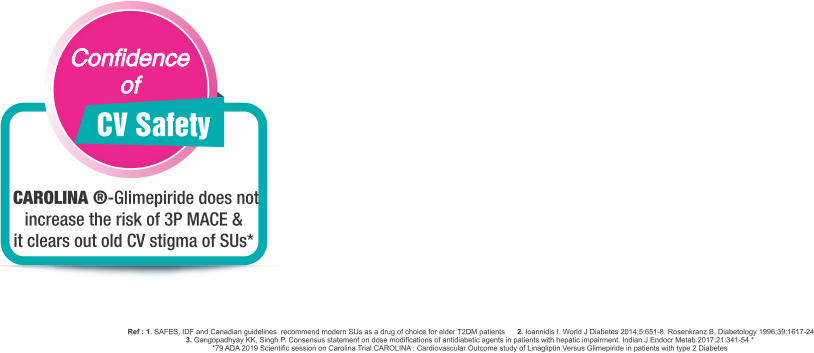 Confidence
of
CV Safety
CAROLINA ®-Glimepiride does not
increase the risk of 3P MACE &
it clears out old CV stigma of SUs*
Ref : 1. SAFES, IDF and Canadian guidelines recommend modern SUs as a drug of choice for elder T2DM patients 2. Ioannidis I. World J Diabetes 2014;5:651-8. Rosenkranz B, Diabetology 1996;39:1617-24
3. Gangopadhyay KK, Singh P. Consensus statement on dose modifications of antidiabetic agents in patients with hepatic impairment. Indian J Endocr Metab 2017;21:341-54 *
*79 ADA 2019 Scientific session on Carolina Trial CAROLINA : Cardiovascular Outcome study of Linagliptin Versus Glimepiride in patients with type 2 Diabetes